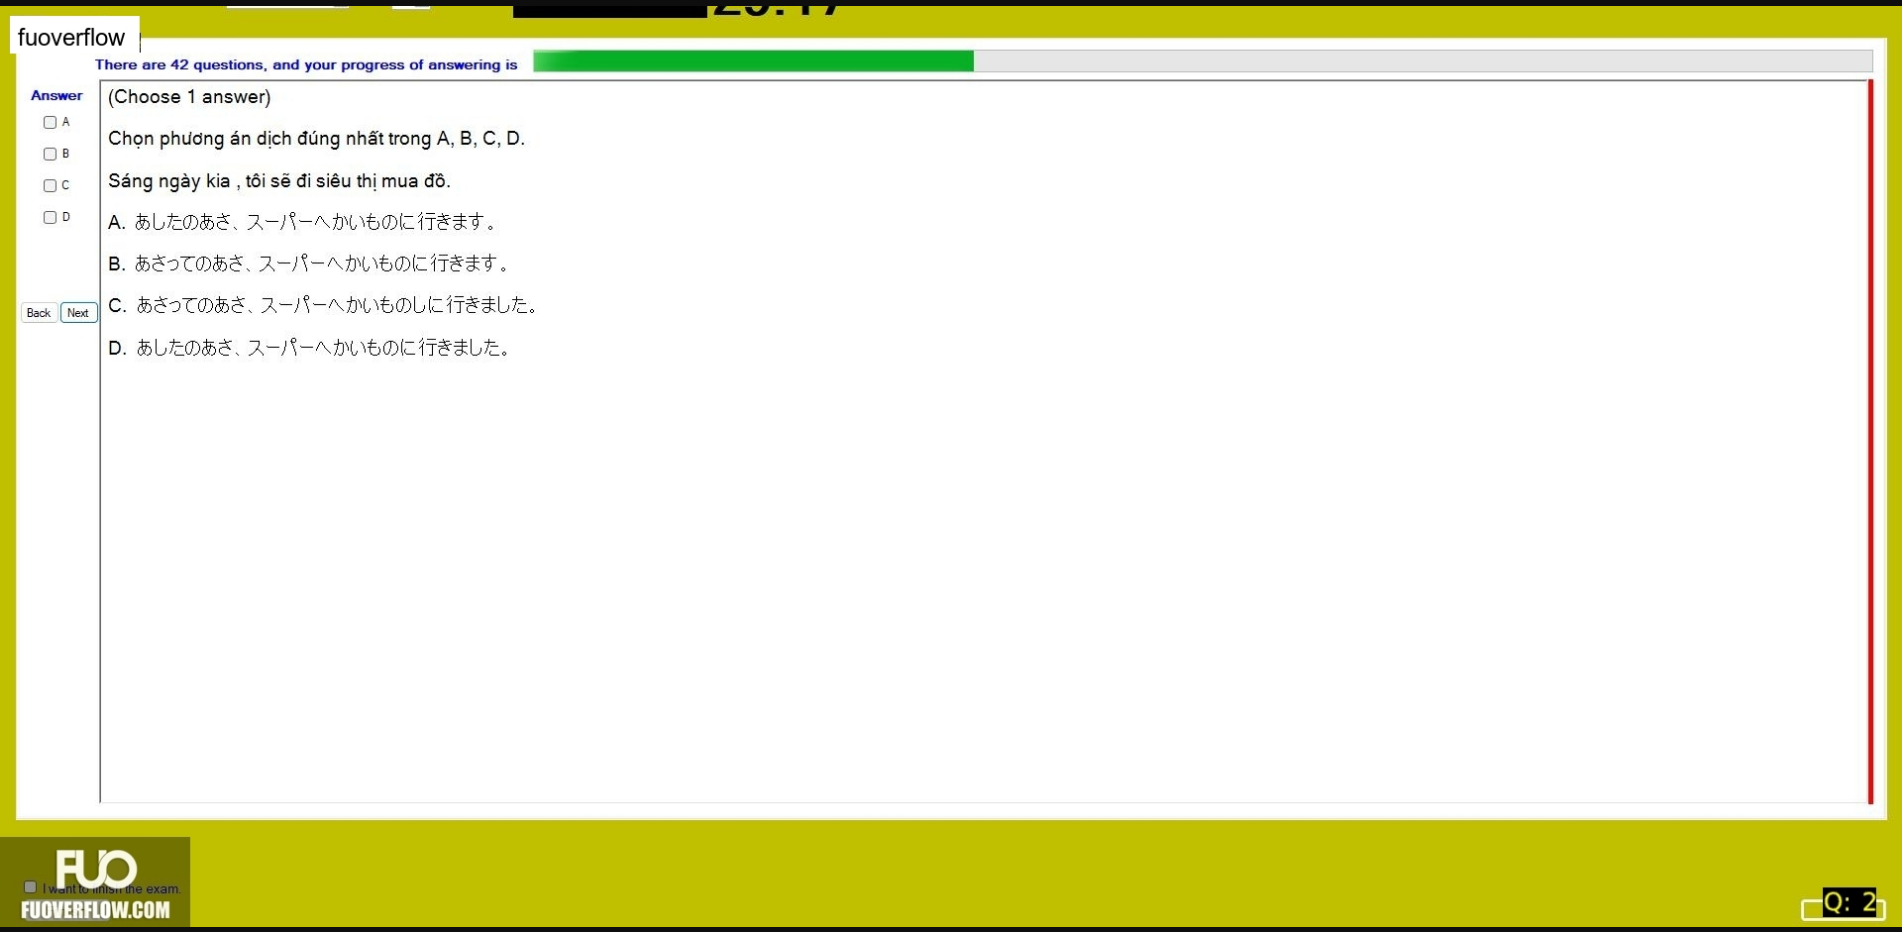 fuoverflow
There are 42 questions, and your progress of answering is
Answer
(Choose 1 answer)
A
Chọn phương án dịch đúng nhất trong A, B, C, D.
B
C
Sáng ngày kia , tôi sẽ đi siêu thị mua đồ.
D
A. あしたのあさ、スーパーへかいものに行きます。
B. あさってのあさ、スーパーへかいものに行きます。
Back Next
C. あさってのあさ、スーパーへかいものしに行きました。
D. あしたのあさ、スーパーへかいものに行きました。
FUO
I want to finish the exam.
FUOVERFLOW.COM
Q: 2